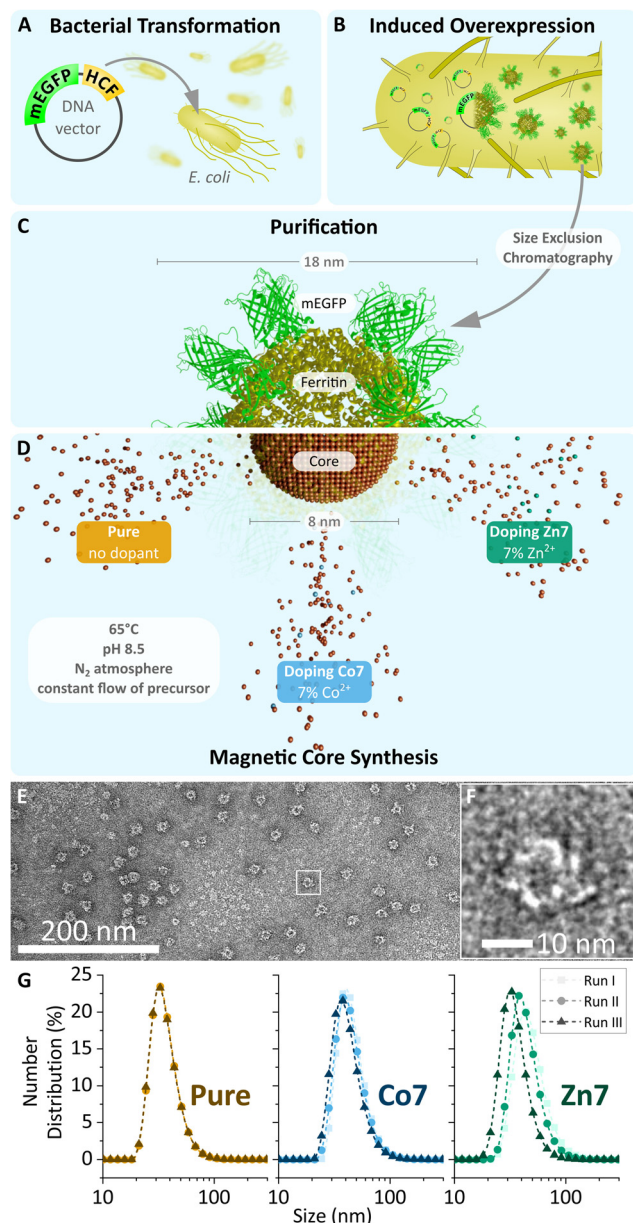 A Bacterial Transformation
mEGFP
HCF
DNA
vector
E. coli
B Induced Overexpression
mEGFP
C
Purification
Size Exclusion
Chromatography
18 nm
mEGFP
Ferritin
D
Core
8 nm
Pure
no dopant
Doping Zn7
7% Zn²⁺
65°C
pH 8.5
N₂ atmosphere
constant flow of precursor
Doping Co7
7% Co²⁺
Magnetic Core Synthesis
E
200 nm
F
10 nm
G
Number
Distribution (%)
25
20
15
10
5
0
Pure
Co7
Zn7
Run I
Run II
Run III
10 100
10 100
10 100
Size (nm)